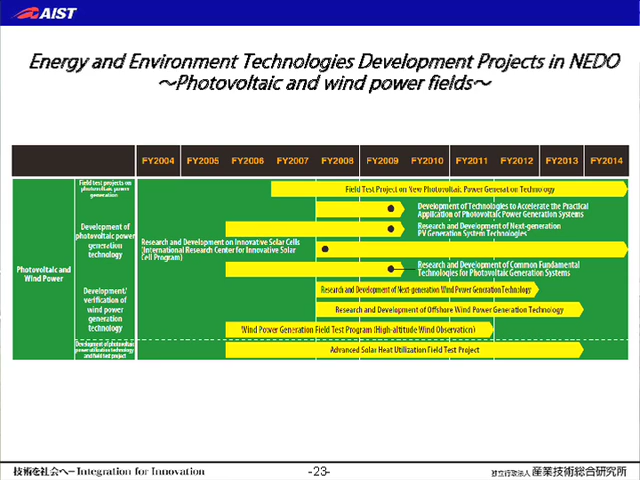 AIST
Energy and Environment Technologies Development Projects in NEDO
～Photovoltaic and wind power fields～
FY2004 FY2005 FY2006 FY2007 FY2008 FY2009 FY2010 FY2011 FY2012 FY2013 FY2014
Photovoltaic and
Wind Power
Field test projects on
photovoltaic power
generation
Field Test Project on New Photovoltaic Power Generation Technology
Development of
photovoltaic power
generation
technology
Development of Technologies to Accelerate the Practical
Application of Photovoltaic Power Generation Systems
Research and Development of Next-generation
PV Generation System Technologies
Research and Development on Innovative Solar Cells
(International Research Center for Innovative Solar
Cell Program)
Research and Development of Common Fundamental
Technologies for Photovoltaic Generation Systems
Development/
verification of
wind power
generation
technology
Research and Development of Next-generation Wind Power Generation Technology
Research and Development of Offshore Wind Power Generation Technology
Wind Power Generation Field Test Program (High-altitude Wind Observation)
Development of photovoltaic
power utilization technology
and field test project
Advanced Solar Heat Utilization Field Test Project
技術を社会へ－Integration for Innovation
-23-
独立行政法人 産業技術総合研究所